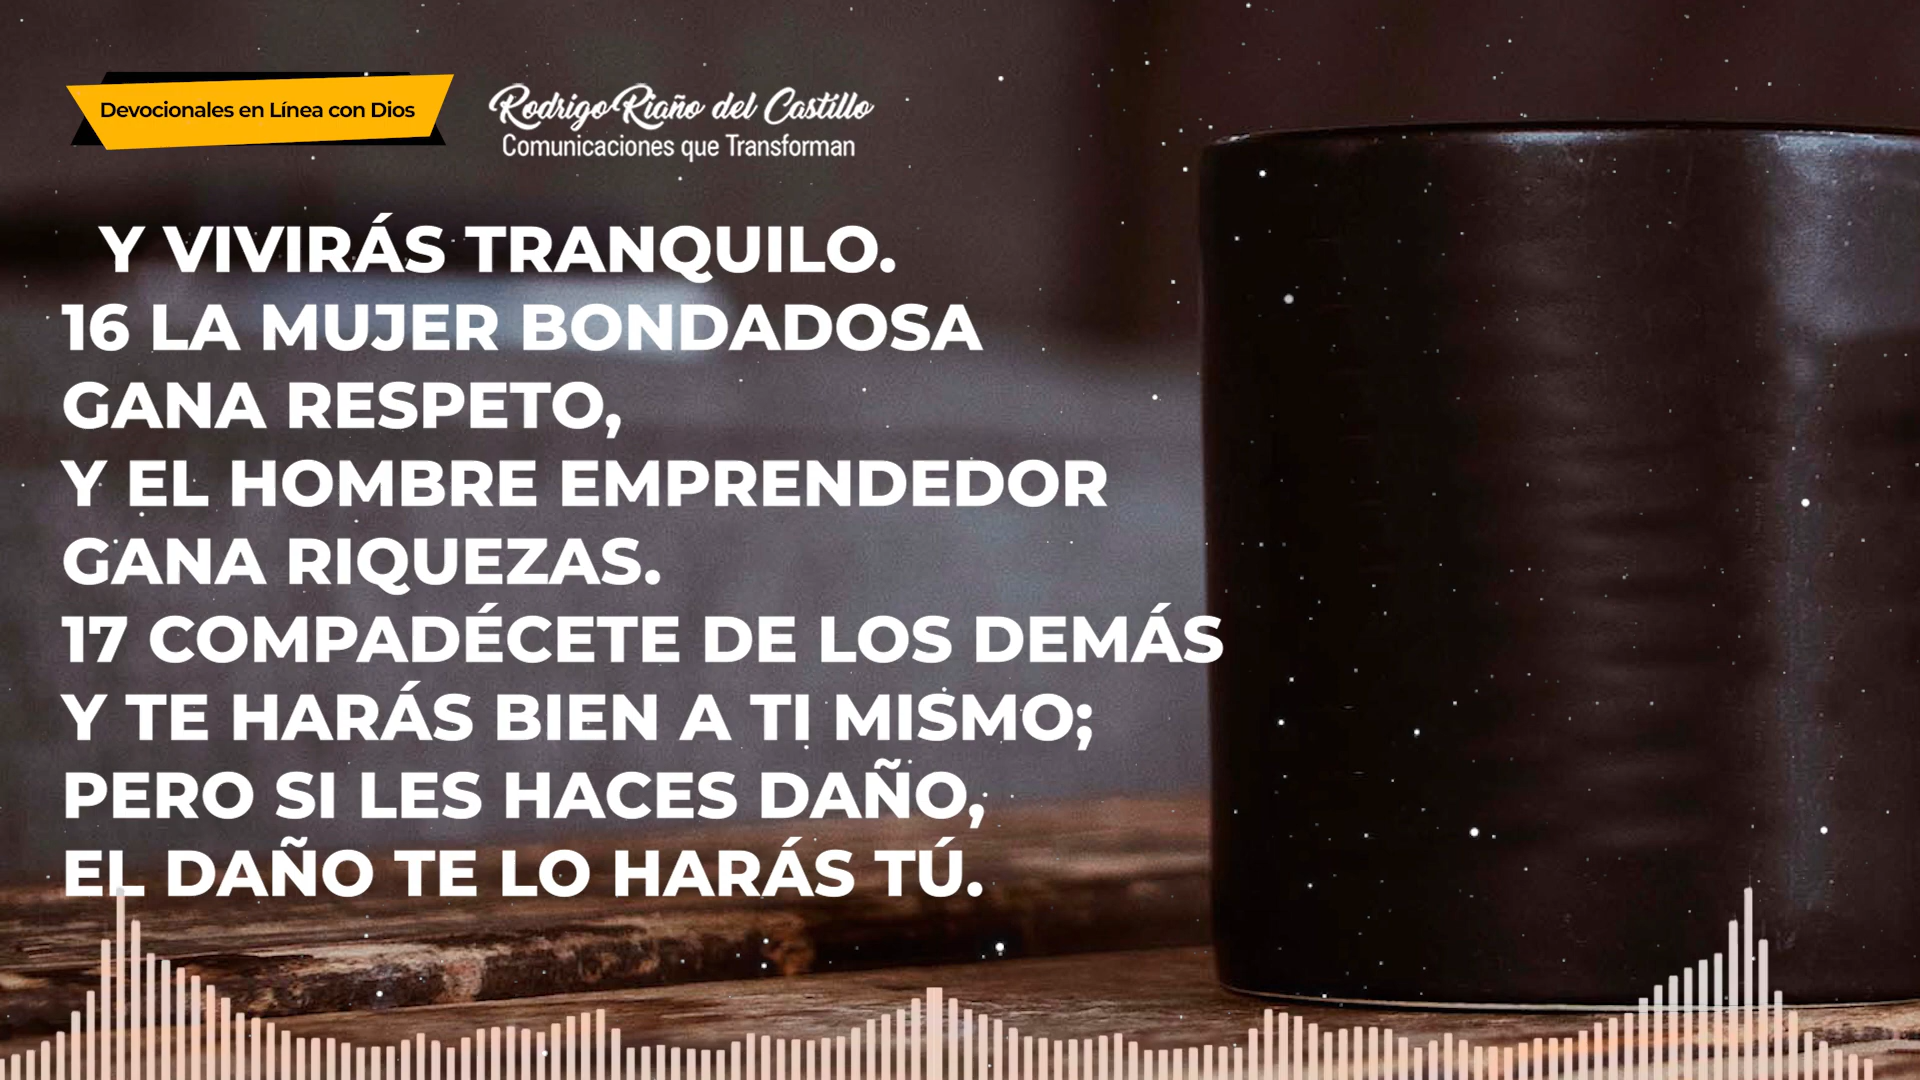 Devocionales en Línea con Dios
Rodrigo Riaño del Castillo
Comunicaciones que Transforman
Y VIVIRÁS TRANQUILO.
16 LA MUJER BONDADOSA
GANA RESPETO,
Y EL HOMBRE EMPRENDEDOR
GANA RIQUEZAS.
17 COMPADÉCETE DE LOS DEMÁS
Y TE HARÁS BIEN A TI MISMO;
PERO SI LES HACES DAÑO,
EL DAÑO TE LO HARÁS TÚ.